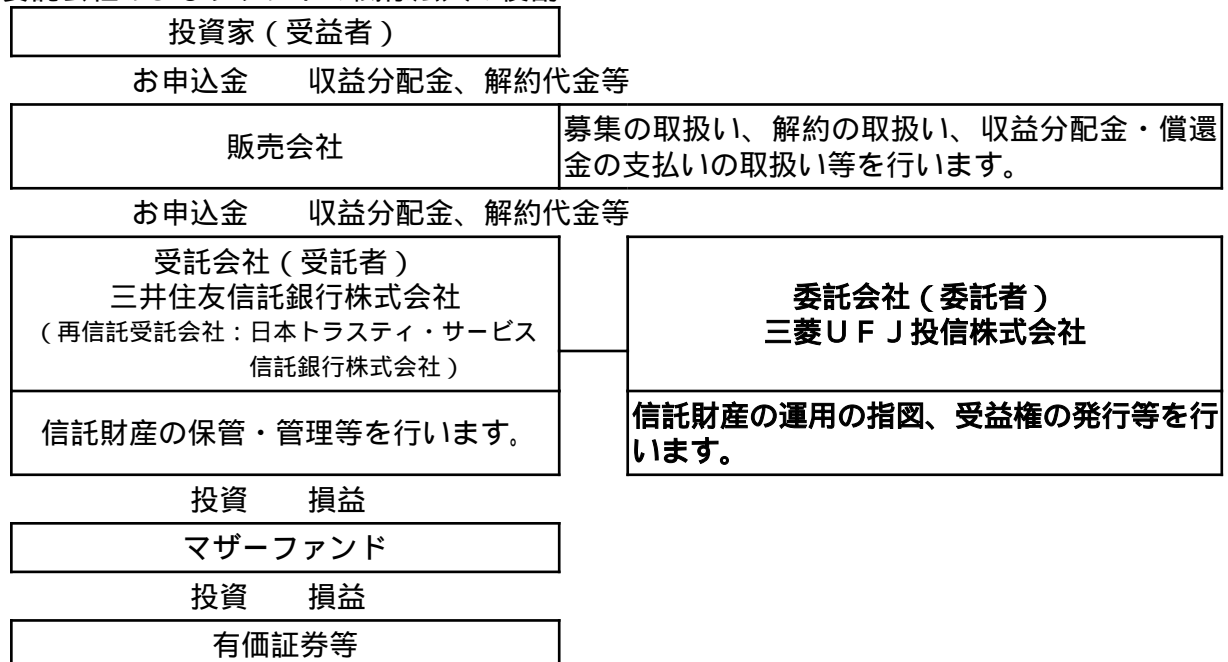 投資家（受益者）
お申込金　　収益分配金、解約代金等
販売会社
募集の取扱い、解約の取扱い、収益分配金・償還
金の支払いの取扱い等を行います。
お申込金　　収益分配金、解約代金等
受託会社（受託者）
三井住友信託銀行株式会社
（再信託受託会社：日本トラスティ・サービス
信託銀行株式会社）
委託会社（委託者）
三菱ＵＦＪ投信株式会社
信託財産の保管・管理等を行います。
信託財産の運用の指図、受益権の発行等を行
います。
投資　　損益
マザーファンド
投資　　損益
有価証券等